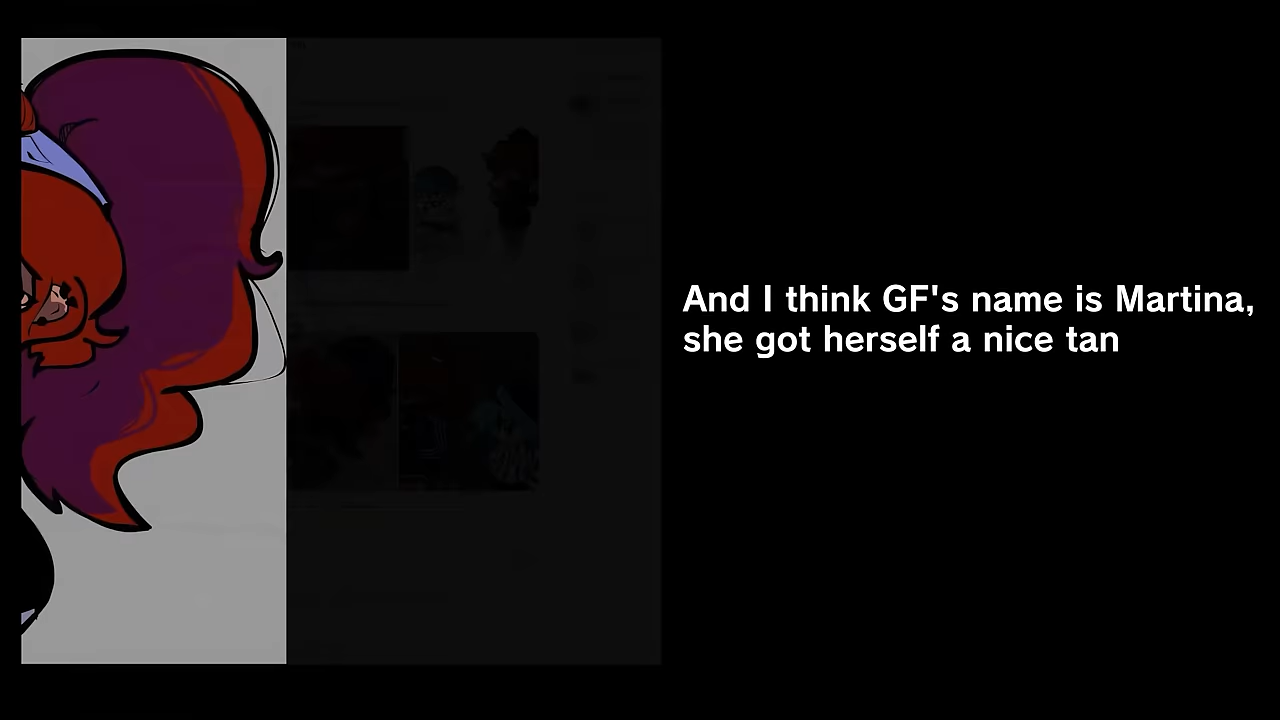 And I think GF's name is Martina,
she got herself a nice tan